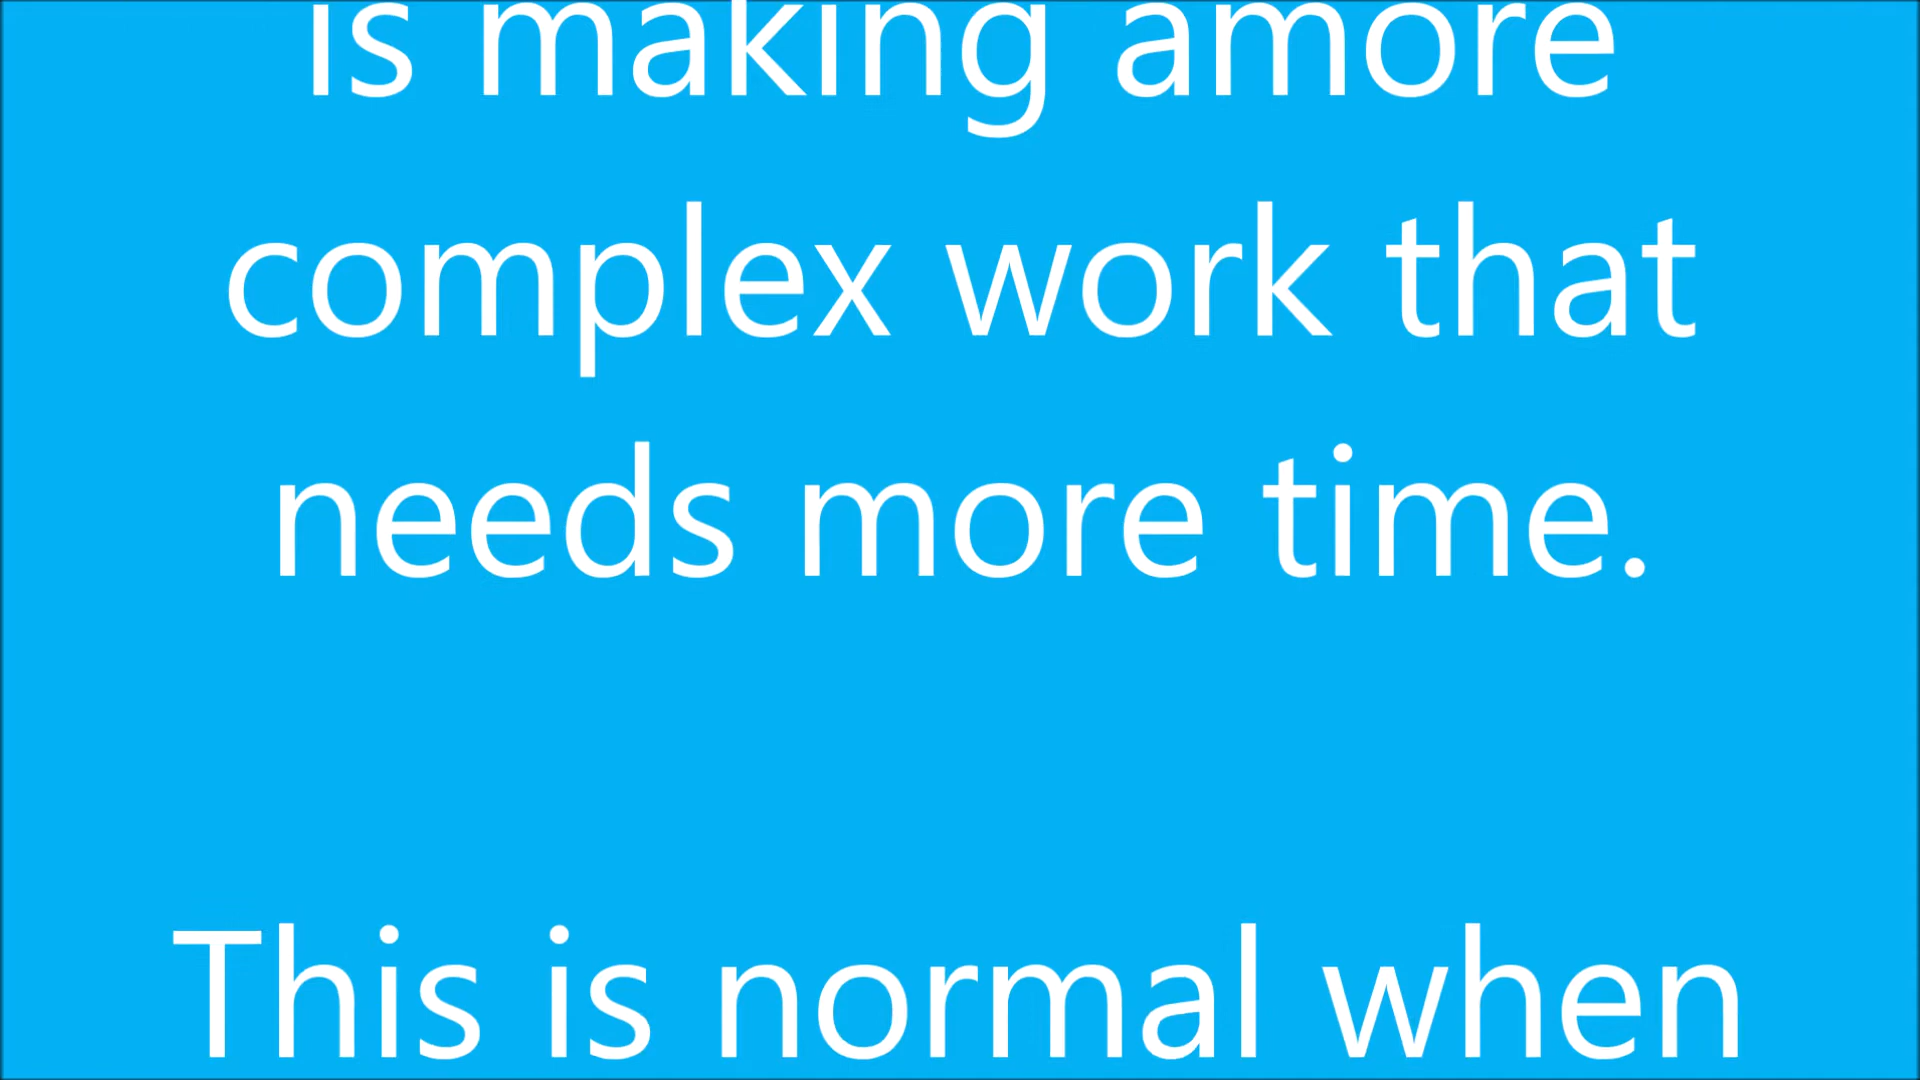 is making amore
complex work that
needs more time.
This is normal when